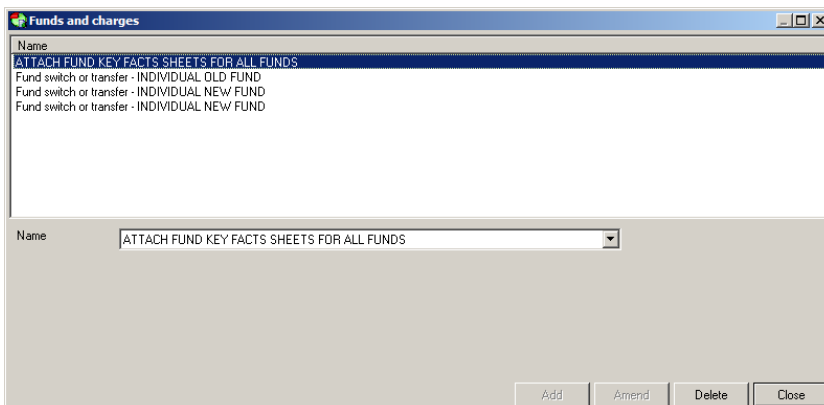 Funds and charges
Name
ATTACH FUND KEY FACTS SHEETS FOR ALL FUNDS
Fund switch or transfer - INDIVIDUAL OLD FUND
Fund switch or transfer - INDIVIDUAL NEW FUND
Fund switch or transfer - INDIVIDUAL NEW FUND
Name ATTACH FUND KEY FACTS SHEETS FOR ALL FUNDS
Add Amend Delete Close